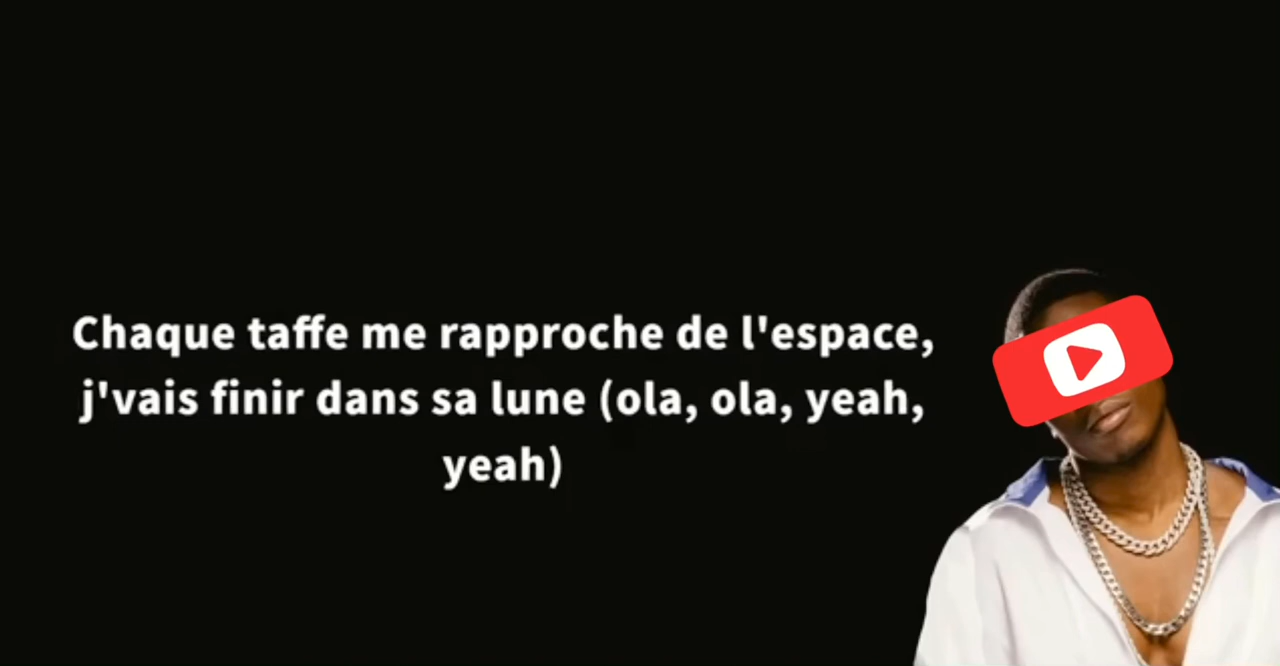 Chaque taffe me rapproche de l'espace,
j'vais finir dans sa lune (ola, ola, yeah,
yeah)